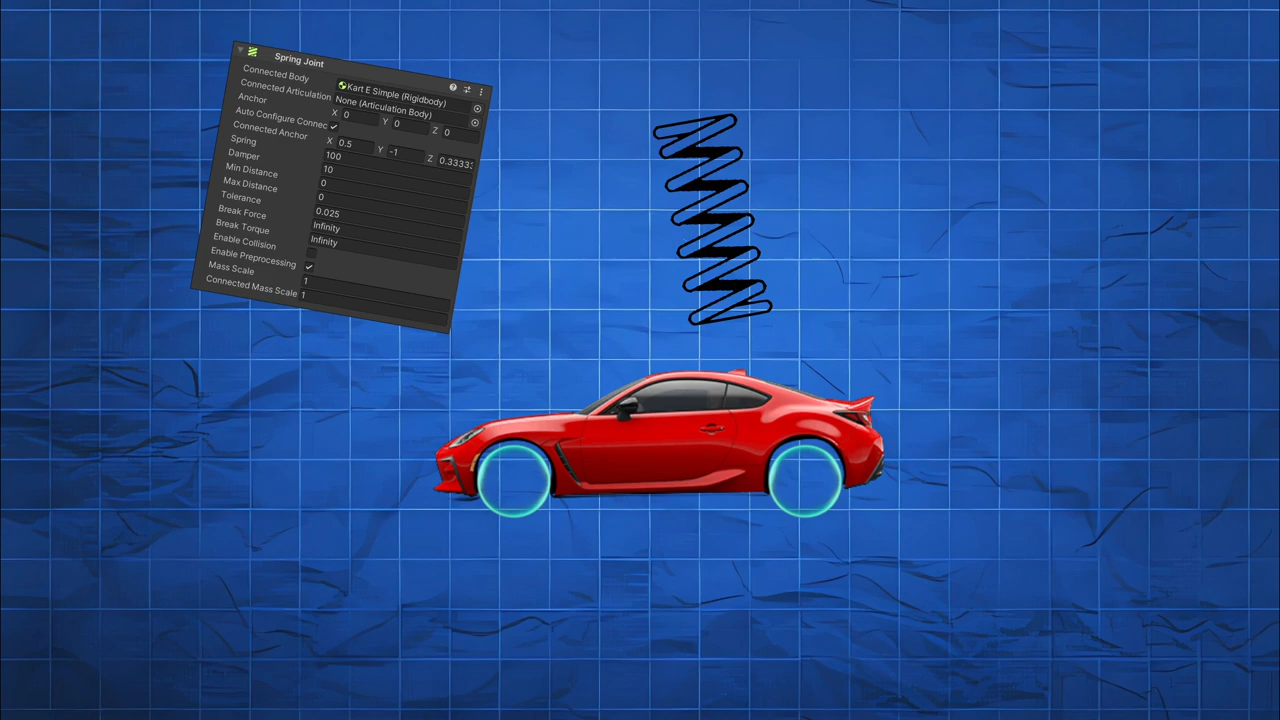 Spring Joint
Connected Body Kart E Simple (Rigidbody)
Connected Articulation None (Articulation Body)
Anchor X 0 Y 0 Z 0
Auto Configure Connec
Connected Anchor X 0.5 Y -1 Z 0.3333
Spring 100
Damper 10
Min Distance 0
Max Distance 0
Tolerance 0.025
Break Force Infinity
Break Torque Infinity
Enable Collision
Enable Preprocessing
Mass Scale 1
Connected Mass Scale 1